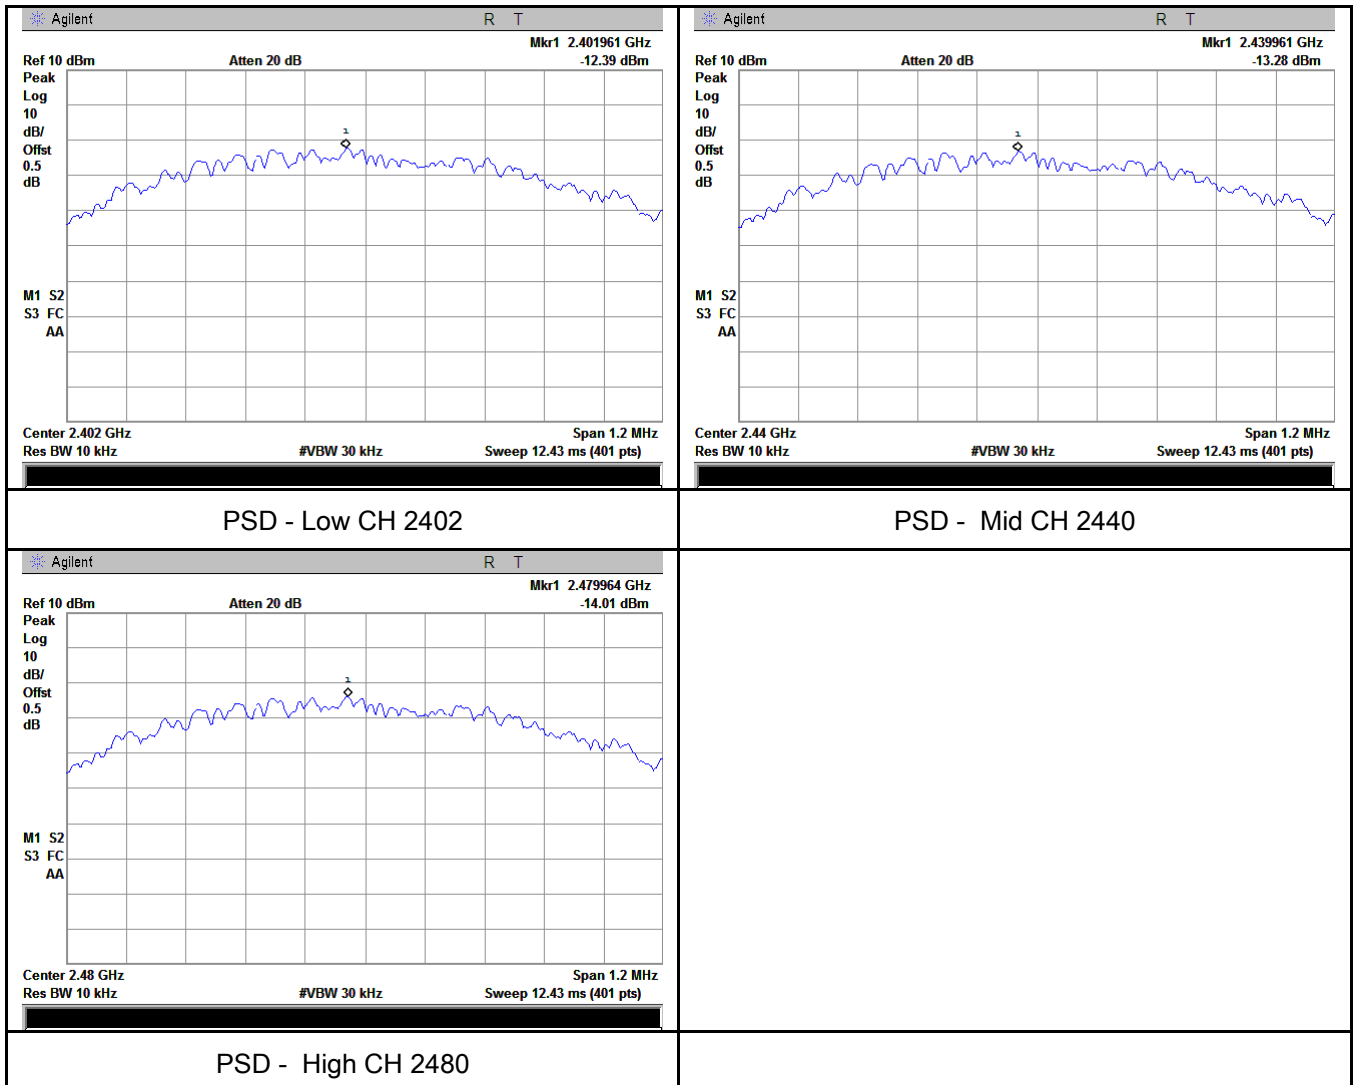 Agilent R T
Mkr1 2.401961 GHz
Ref 10 dBm Atten 20 dB -12.39 dBm
Peak
Log
10
dB/
Offst
0.5
dB
1
M1 S2
S3 FC
AA
Center 2.402 GHz Span 1.2 MHz
Res BW 10 kHz #VBW 30 kHz Sweep 12.43 ms (401 pts)
PSD - Low CH 2402
Agilent R T
Mkr1 2.439961 GHz
Ref 10 dBm Atten 20 dB -13.28 dBm
Peak
Log
10
dB/
Offst
0.5
dB
1
M1 S2
S3 FC
AA
Center 2.44 GHz Span 1.2 MHz
Res BW 10 kHz #VBW 30 kHz Sweep 12.43 ms (401 pts)
PSD - Mid CH 2440
Agilent R T
Mkr1 2.479964 GHz
Ref 10 dBm Atten 20 dB -14.01 dBm
Peak
Log
10
dB/
Offst
0.5
dB
1
M1 S2
S3 FC
AA
Center 2.48 GHz Span 1.2 MHz
Res BW 10 kHz #VBW 30 kHz Sweep 12.43 ms (401 pts)
PSD - High CH 2480